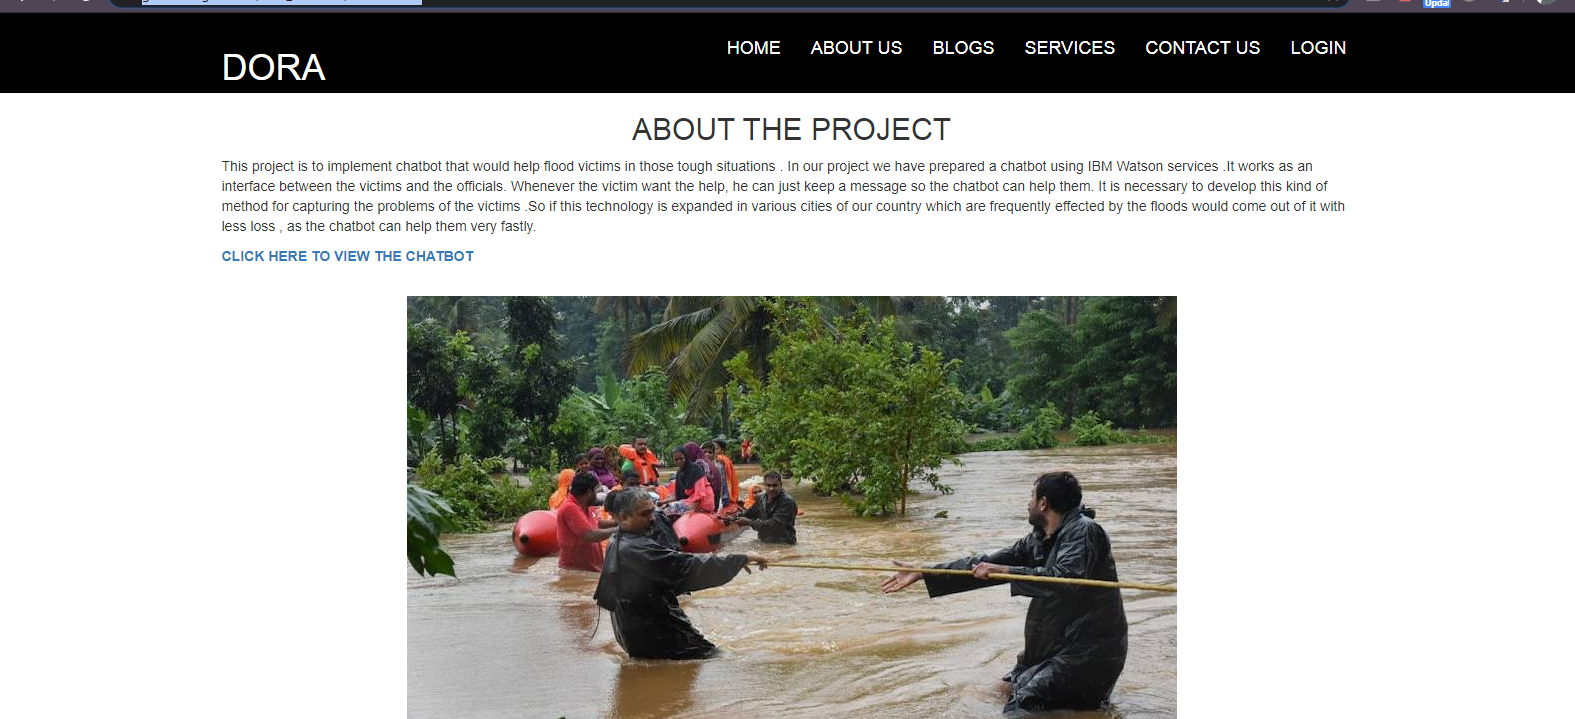 Updat
DORA
HOME ABOUT US BLOGS SERVICES CONTACT US LOGIN
ABOUT THE PROJECT
This project is to implement chatbot that would help flood victims in those tough situations . In our project we have prepared a chatbot using IBM Watson services .It works as an
interface between the victims and the officials. Whenever the victim want the help, he can just keep a message so the chatbot can help them. It is necessary to develop this kind of
method for capturing the problems of the victims .So if this technology is expanded in various cities of our country which are frequently effected by the floods would come out of it with
less loss , as the chatbot can help them very fastly.
CLICK HERE TO VIEW THE CHATBOT